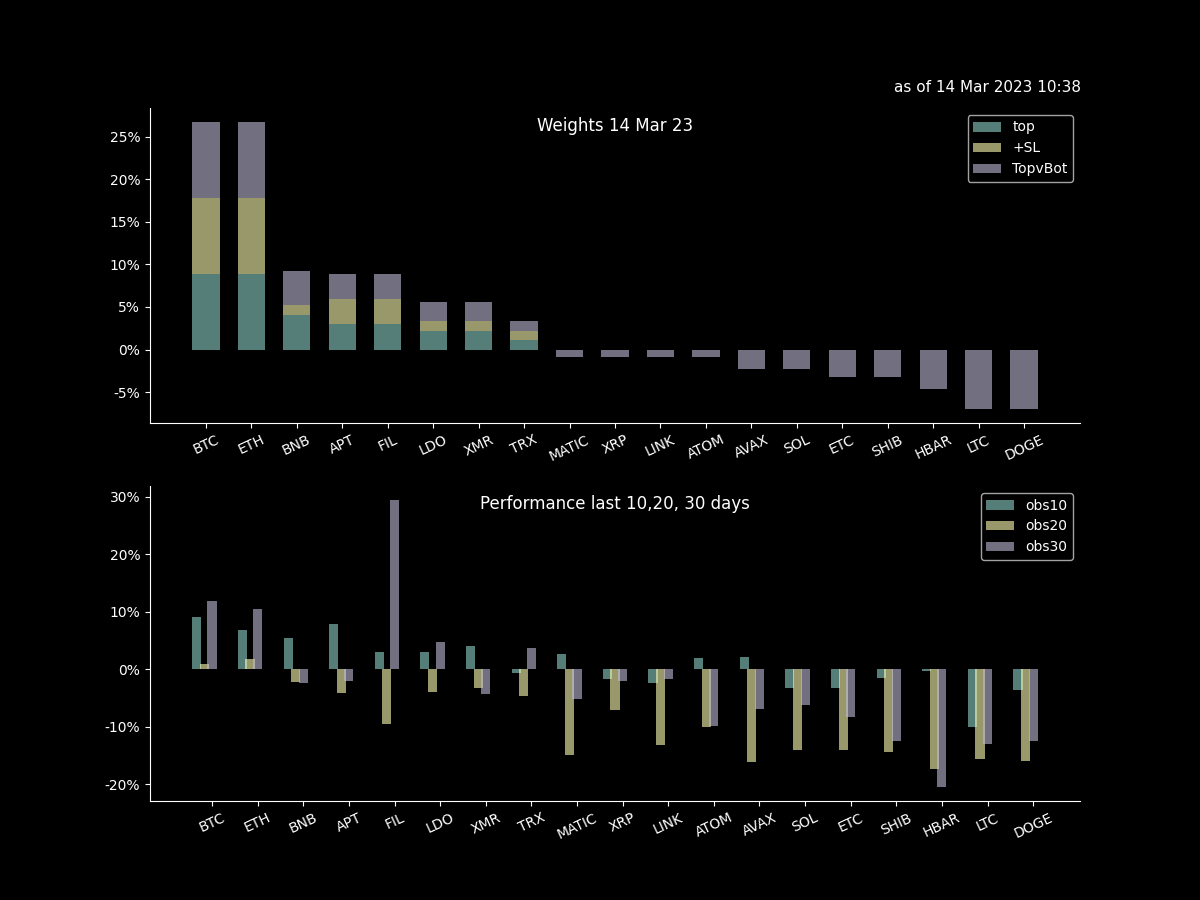 as of 14 Mar 2023 10:38
Weights 14 Mar 23
top
+SL
TopvBot
25%
20%
15%
10%
5%
0%
-5%
BTC ETH BNB APT FIL LDO XMR TRX MATIC XRP LINK ATOM AVAX SOL ETC SHIB HBAR LTC DOGE
Performance last 10,20, 30 days
obs10
obs20
obs30
30%
20%
10%
0%
-10%
-20%
BTC ETH BNB APT FIL LDO XMR TRX MATIC XRP LINK ATOM AVAX SOL ETC SHIB HBAR LTC DOGE